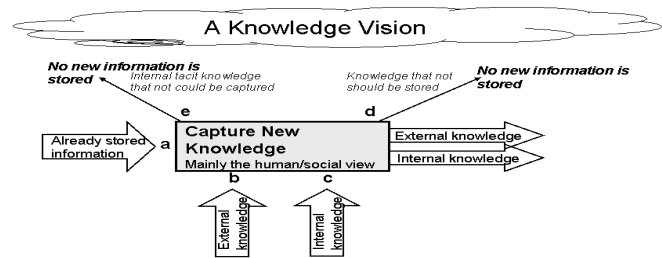 A Knowledge Vision
No new information is
stored
Internal tacit knowledge
that not could be captured
Knowledge that not
should be stored
No new information is
stored
e
d
Already stored
information
a
Capture New
Knowledge
Mainly the human/social view
External knowledge
Internal knowledge
b
c
External
knowledge
Internal
knowledge